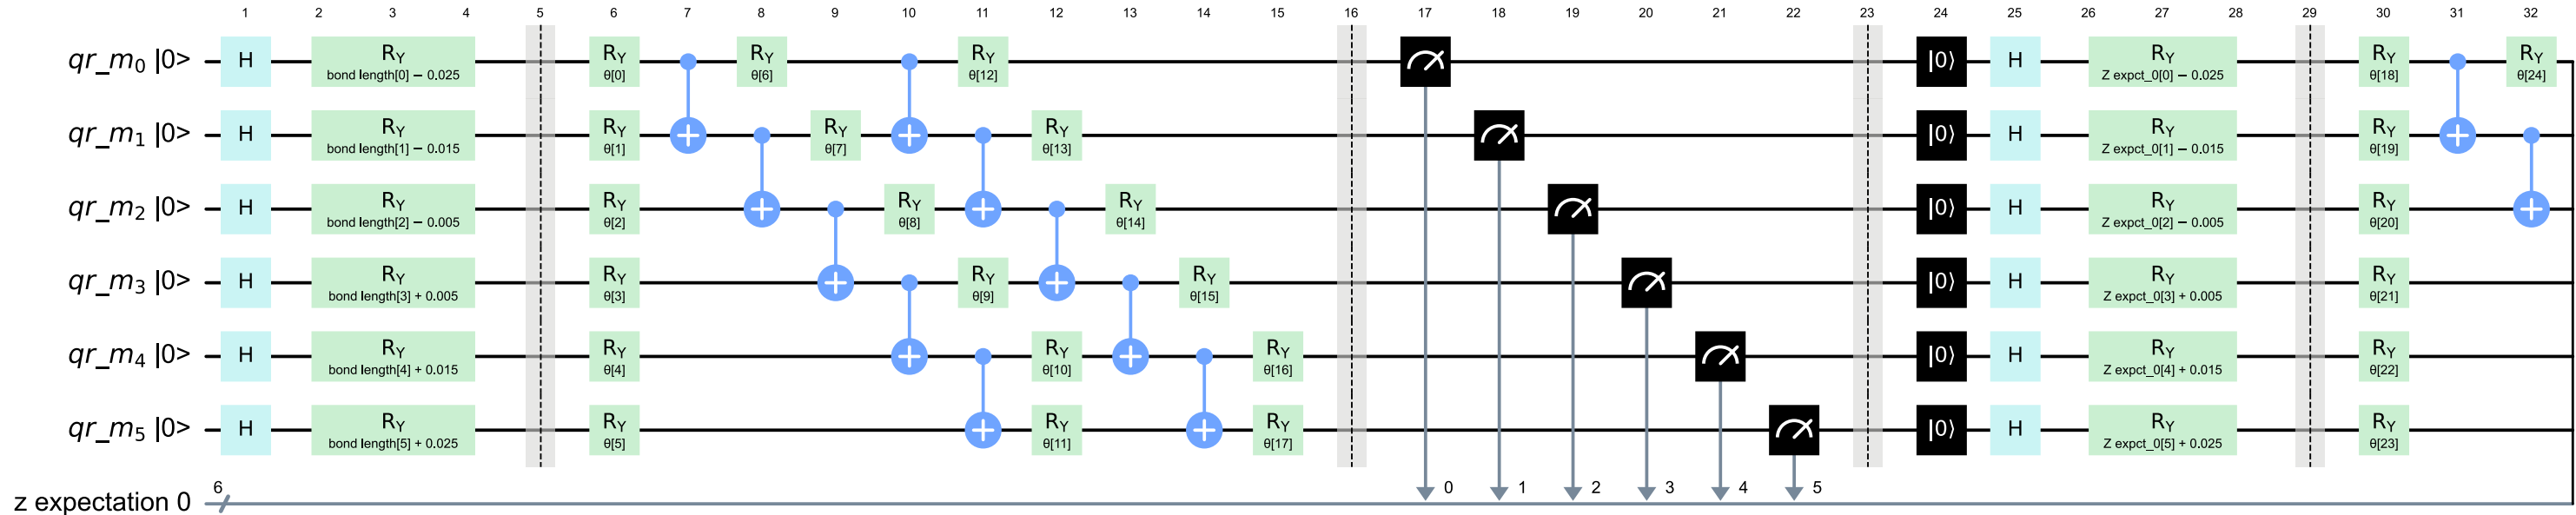 1 2 3 4 5 6 7 8 9 10 11 12 13 14 15 16 17 18 19 20 21 22 23 24 25 26 27 28 29 30 31 32
qr_m0 |0> H RY bond length[0] − 0.025 RY θ[0] RY θ[6] RY θ[12] |0⟩ H RY Z expct_0[0] − 0.025 RY θ[18] RY θ[24]
qr_m1 |0> H RY bond length[1] − 0.015 RY θ[1] RY θ[7] RY θ[13] |0⟩ H RY Z expct_0[1] − 0.015 RY θ[19]
qr_m2 |0> H RY bond length[2] − 0.005 RY θ[2] RY θ[8] RY θ[14] |0⟩ H RY Z expct_0[2] − 0.005 RY θ[20]
qr_m3 |0> H RY bond length[3] + 0.005 RY θ[3] RY θ[9] RY θ[15] |0⟩ H RY Z expct_0[3] + 0.005 RY θ[21]
qr_m4 |0> H RY bond length[4] + 0.015 RY θ[4] RY θ[10] RY θ[16] |0⟩ H RY Z expct_0[4] + 0.015 RY θ[22]
qr_m5 |0> H RY bond length[5] + 0.025 RY θ[5] RY θ[11] RY θ[17] |0⟩ H RY Z expct_0[5] + 0.025 RY θ[23]
z expectation 0 6 0 1 2 3 4 5